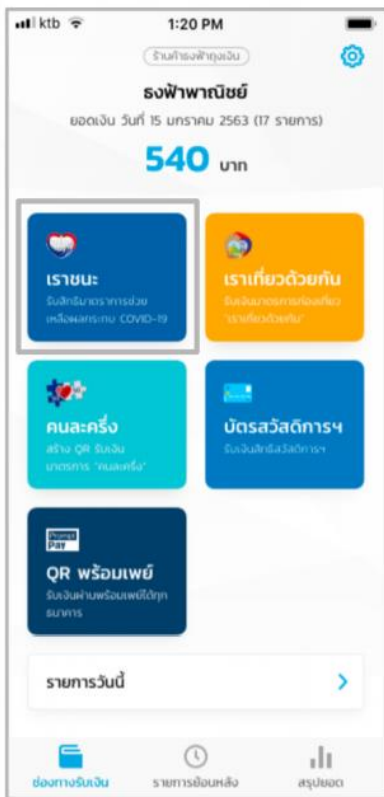 ktb
1:20 PM
ร้านค้าธงฟ้าถุงเงิน
ธงฟ้าพาณิชย์
ยอดเงิน วันที่ 15 มกราคม 2563 (17 รายการ)
540 บาท
เราชนะ
รับสิทธิมาตราการช่วย
เหลือผลกระทบ COVID-19
เราเที่ยวด้วยกัน
รับเงินมาตรการท่องเที่ยว
"เราเที่ยวด้วยกัน"
คนละครึ่ง
สร้าง QR รับเงิน
มาตรการ "คนละครึ่ง"
บัตรสวัสดิการฯ
รับเงินสิทธิสวัสดิการฯ
Prompt
Pay
QR พร้อมเพย์
รับเงินผ่านพร้อมเพย์ได้ทุก
ธนาคาร
รายการวันนี้
ช่องทางรับเงิน
รายการย้อนหลัง
สรุปยอด